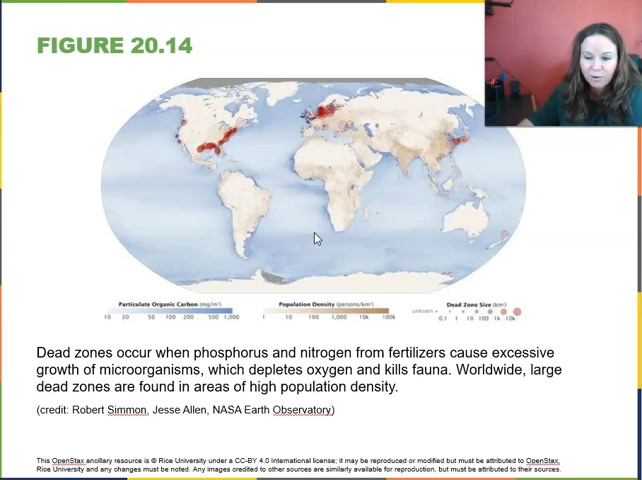 FIGURE 20.14
Particulate Organic Carbon (mg/m³)
10 20 50 100 200 500 1,000
Population Density (persons/km²)
1 10 100 1,000 10k 100k
Dead Zone Size (km²)
unknown 0.1 1 10 100 1k 10k
Dead zones occur when phosphorus and nitrogen from fertilizers cause excessive
growth of microorganisms, which depletes oxygen and kills fauna. Worldwide, large
dead zones are found in areas of high population density.
(credit: Robert Simmon, Jesse Allen, NASA Earth Observatory)
This OpenStax ancillary resource is © Rice University under a CC-BY 4.0 International license; it may be reproduced or modified but must be attributed to OpenStax,
Rice University and any changes must be noted. Any images credited to other sources are similarly available for reproduction, but must be attributed to their sources.